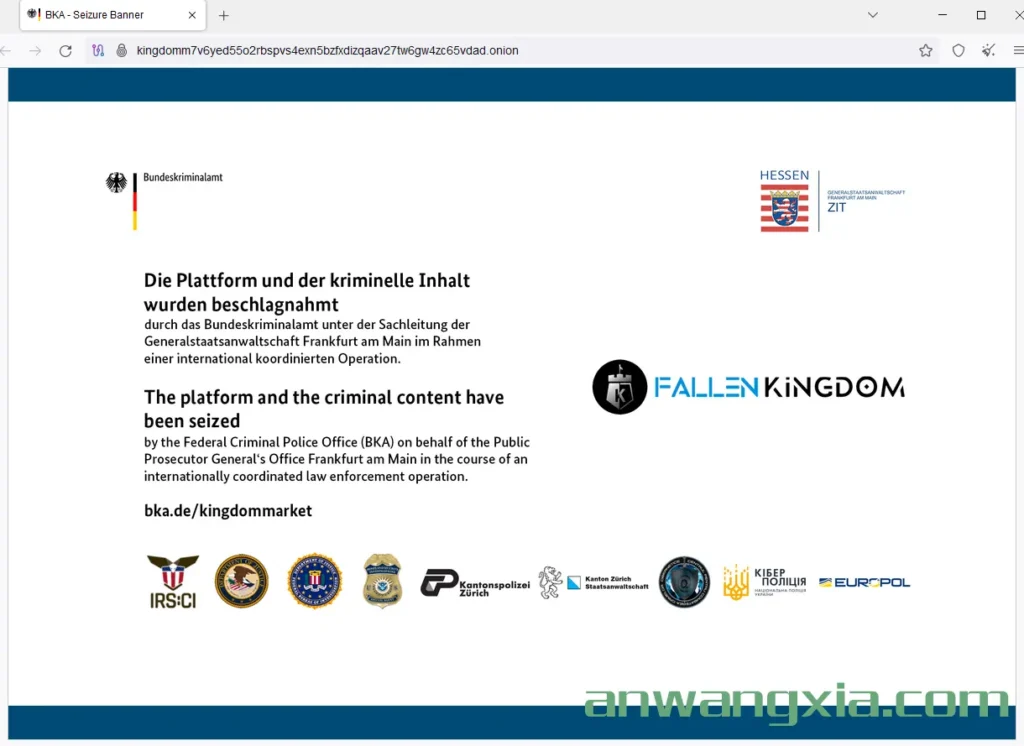 BKA - Seizure Banner
kingdomm7v6yed55o2rbspvs4exn5bzfxdizqaav27tw6gw4zc65vdad.onion
Bundeskriminalamt
HESSEN
GENERALSTAATSANWALTSCHAFT
FRANKFURT AM MAIN
ZIT
Die Plattform und der kriminelle Inhalt
wurden beschlagnahmt
durch das Bundeskriminalamt unter der Sachleitung der
Generalstaatsanwaltschaft Frankfurt am Main im Rahmen
einer international koordinierten Operation.
FALLEN KINGDOM
The platform and the criminal content have
been seized
by the Federal Criminal Police Office (BKA) on behalf of the Public
Prosecutor General‘s Office Frankfurt am Main in the course of an
internationally coordinated law enforcement operation.
bka.de/kingdommarket
IRS:CI
Kantonspolizei
Zürich
Kanton Zürich
Staatsanwaltschaft
КІБЕР
ПОЛІЦІЯ
НАЦІОНАЛЬНА ПОЛІЦІЯ
УКРАЇНИ
EUROPOL
anwangxia.com